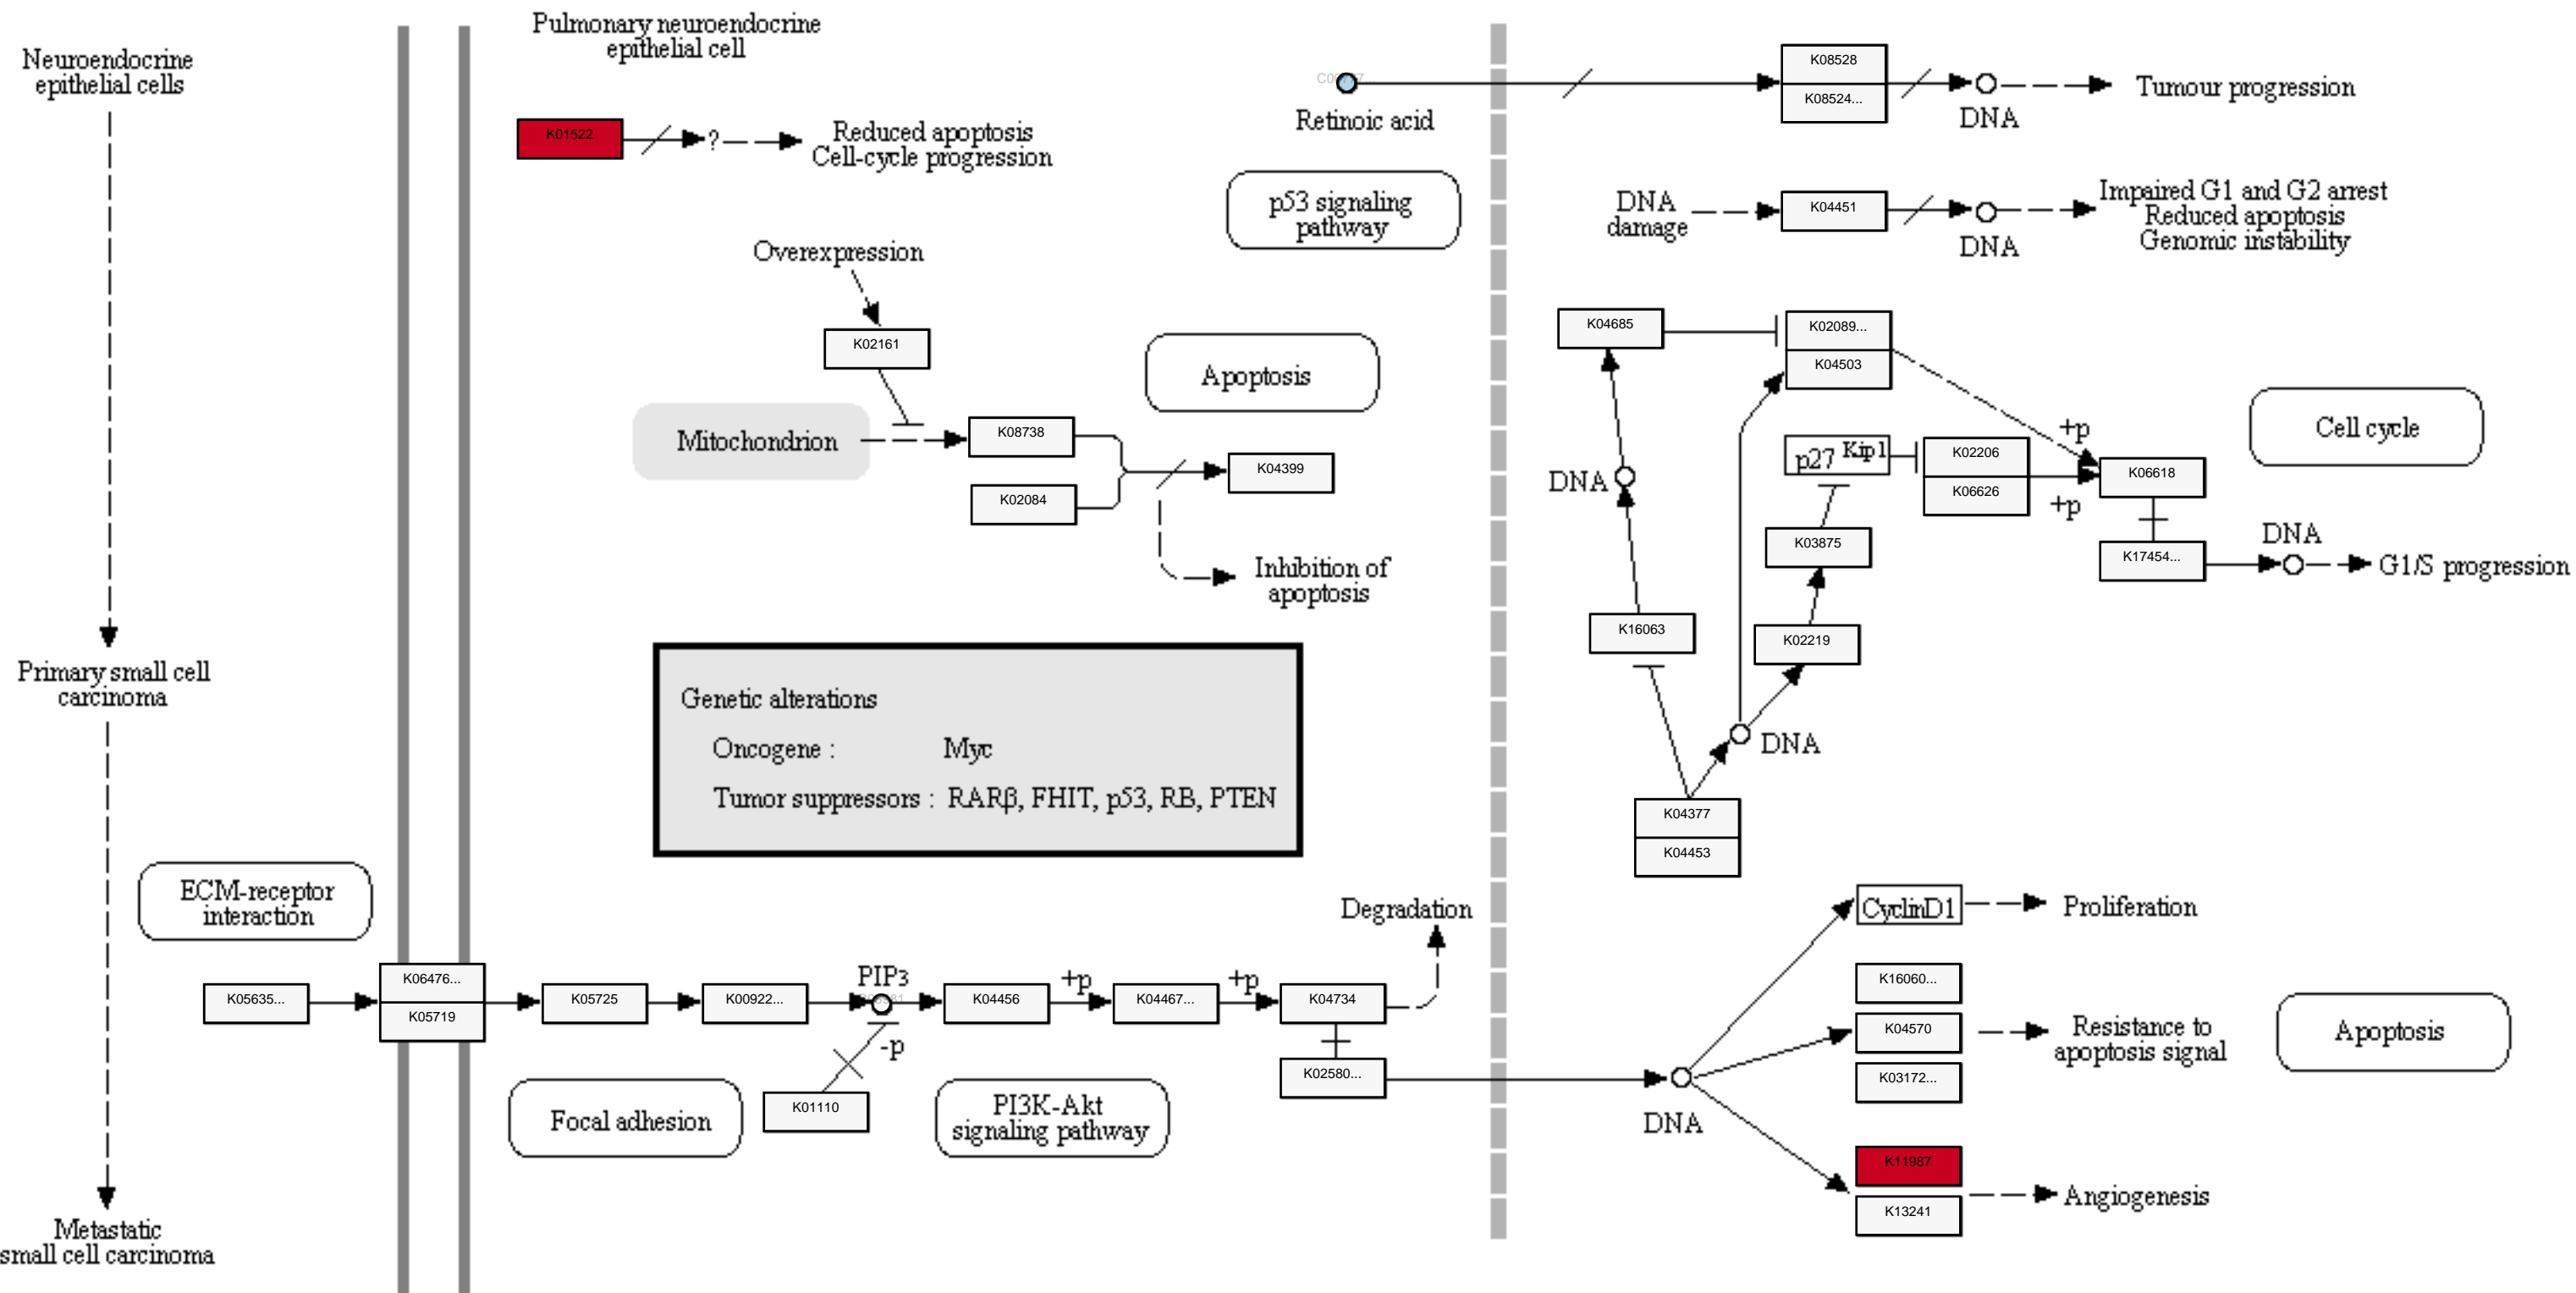 Neuroendocrine
epithelial cells
Primary small cell
carcinoma
Metastatic
small cell carcinoma
Pulmonary neuroendocrine
epithelial cell
K01522
?
Reduced apoptosis
Cell-cycle progression
Retinoic acid
K08528
K08524...
DNA
Tumour progression
p53 signaling
pathway
DNA
damage
K04451
DNA
Impaired G1 and G2 arrest
Reduced apoptosis
Genomic instability
Overexpression
K02161
Mitochondrion
K08738
K02084
K04399
Apoptosis
Inhibition of
apoptosis
K04685
K02089...
K04503
DNA
p27 Kip1
K02206
K06626
+p
+p
K06618
K17454...
DNA
G1/S progression
Cell cycle
K03875
K16063
K02219
DNA
K04377
K04453
Genetic alterations
Oncogene : Myc
Tumor suppressors : RARβ, FHIT, p53, RB, PTEN
ECM-receptor
interaction
K05635...
K06476...
K05719
K05725
K00922...
PIP3
-p
K01110
K04456
+p
K04467...
+p
K04734
K02580...
Degradation
Focal adhesion
PI3K-Akt
signaling pathway
DNA
CyclinD1
Proliferation
K16060...
K04570
K03172...
Resistance to
apoptosis signal
Apoptosis
K11987
K13241
Angiogenesis